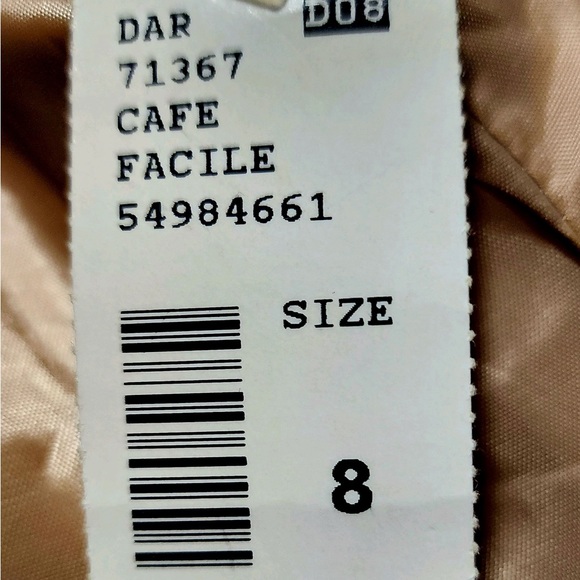 DAR
D08
71367
CAFE
FACILE
54984661
SIZE
8